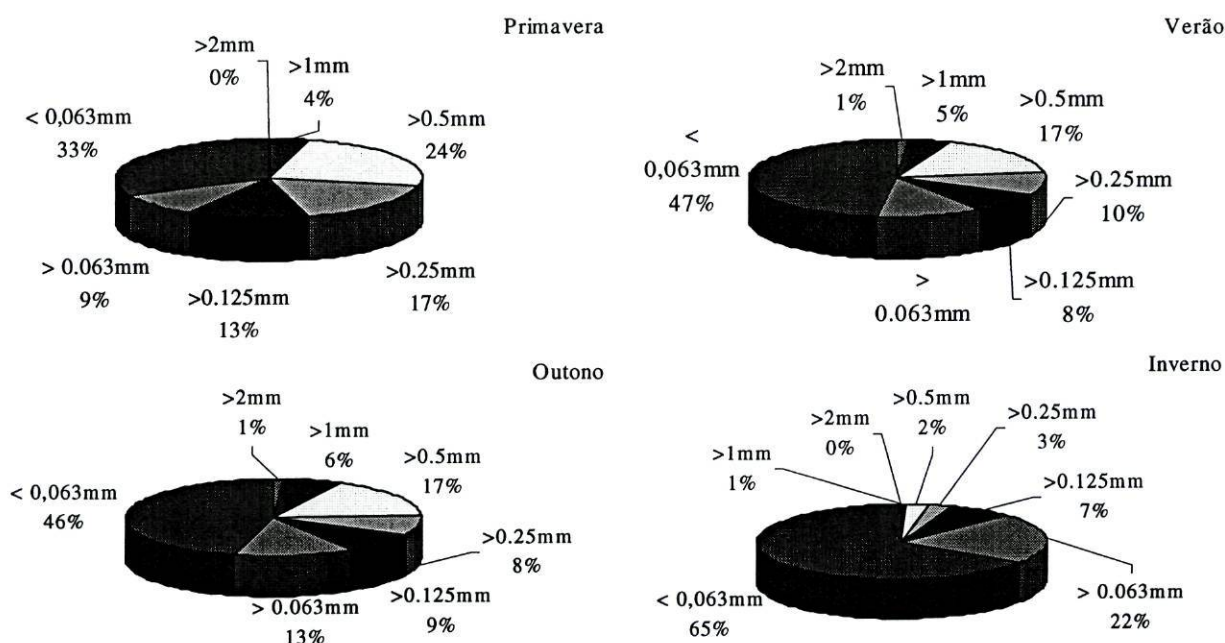 Primavera
>2mm
0%
>1mm
4%
>0.5mm
24%
>0.25mm
17%
>0.125mm
13%
> 0.063mm
9%
< 0,063mm
33%
Verão
>2mm
1%
>1mm
5%
>0.5mm
17%
>0.25mm
10%
>0.125mm
8%
>
0.063mm
<
0,063mm
47%
Outono
>2mm
1%
>1mm
6%
>0.5mm
17%
>0.25mm
8%
>0.125mm
9%
> 0.063mm
13%
< 0,063mm
46%
Inverno
>2mm
0%
>0.5mm
2%
>0.25mm
3%
>1mm
1%
>0.125mm
7%
> 0.063mm
22%
< 0,063mm
65%